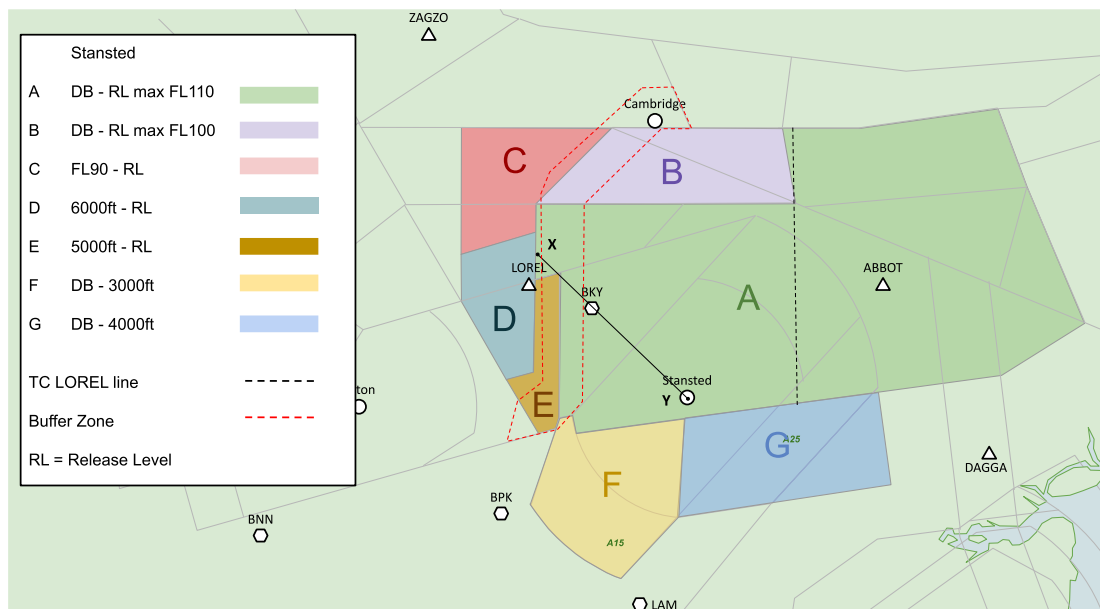 ZAGZO
Stansted
A DB - RL max FL110
B DB - RL max FL100
C FL90 - RL
D 6000ft - RL
E 5000ft - RL
F DB - 3000ft
G DB - 4000ft
TC LOREL line
Buffer Zone
RL = Release Level
Cambridge
C
B
X
LOREL
BKY
ABBOT
A
D
Stansted
Y
ton
E
G
A25
DAGGA
F
BPK
BNN
A15
LAM